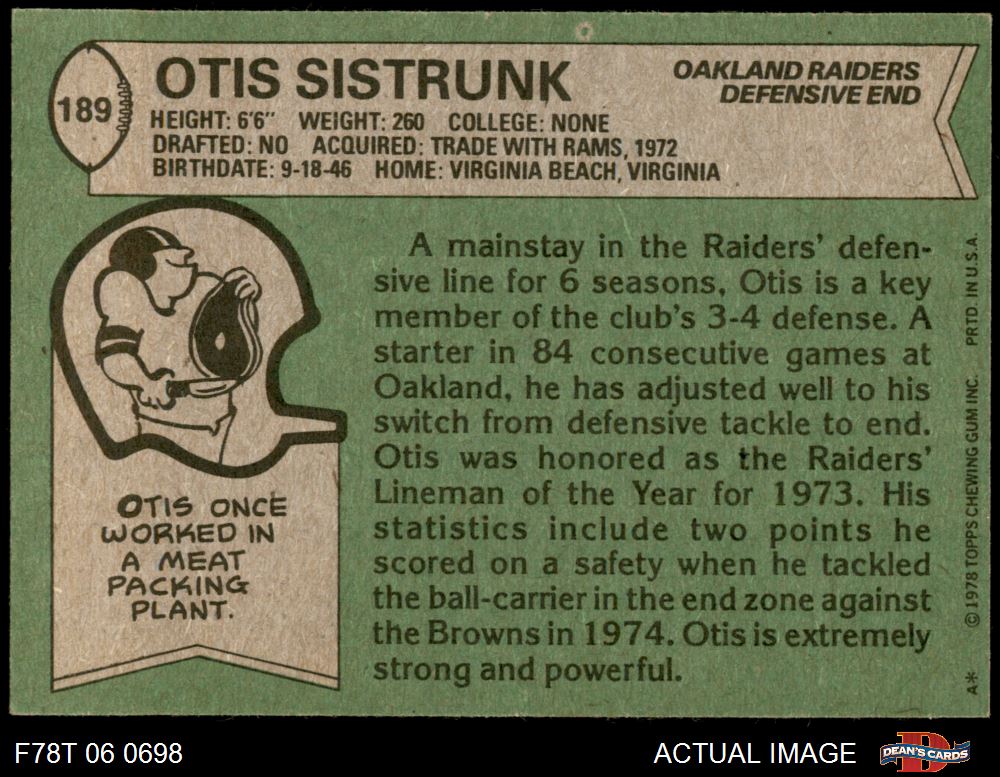 189
OTIS SISTRUNK
OAKLAND RAIDERS
DEFENSIVE END
HEIGHT: 6'6" WEIGHT: 260 COLLEGE: NONE
DRAFTED: NO ACQUIRED: TRADE WITH RAMS, 1972
BIRTHDATE: 9-18-46 HOME: VIRGINIA BEACH, VIRGINIA
A mainstay in the Raiders' defen-
sive line for 6 seasons, Otis is a key
member of the club's 3-4 defense. A
starter in 84 consecutive games at
Oakland, he has adjusted well to his
switch from defensive tackle to end.
Otis was honored as the Raiders'
Lineman of the Year for 1973. His
statistics include two points he
scored on a safety when he tackled
the ball-carrier in the end zone against
the Browns in 1974. Otis is extremely
strong and powerful.
OTIS ONCE
WORKED IN
A MEAT
PACKING
PLANT.
A* © 1978 TOPPS CHEWING GUM INC. PRTD. IN U.S.A.
F78T 06 0698
ACTUAL IMAGE
DEAN'S CARDS